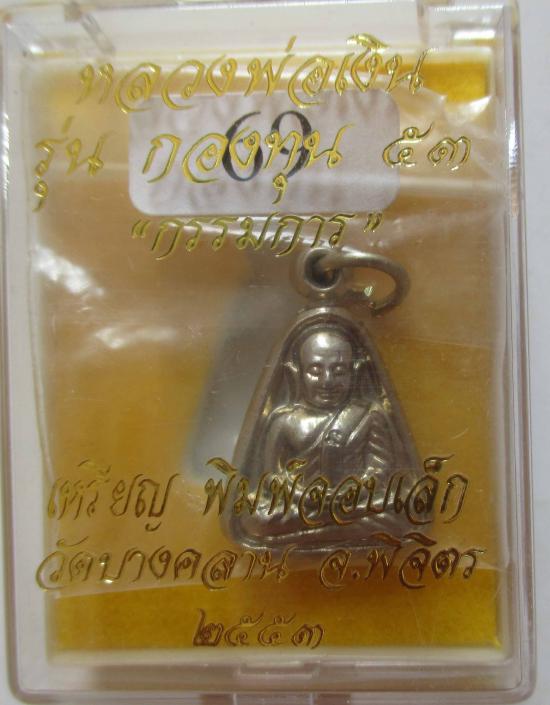 หลวงพ่อเงิน
รุ่น กองทุน ๕๓
69
"กรรมการ"
เหรียญ พิมพ์จอบเล็ก
วัดบางคลาน จ.พิจิตร
๒๕๕๓